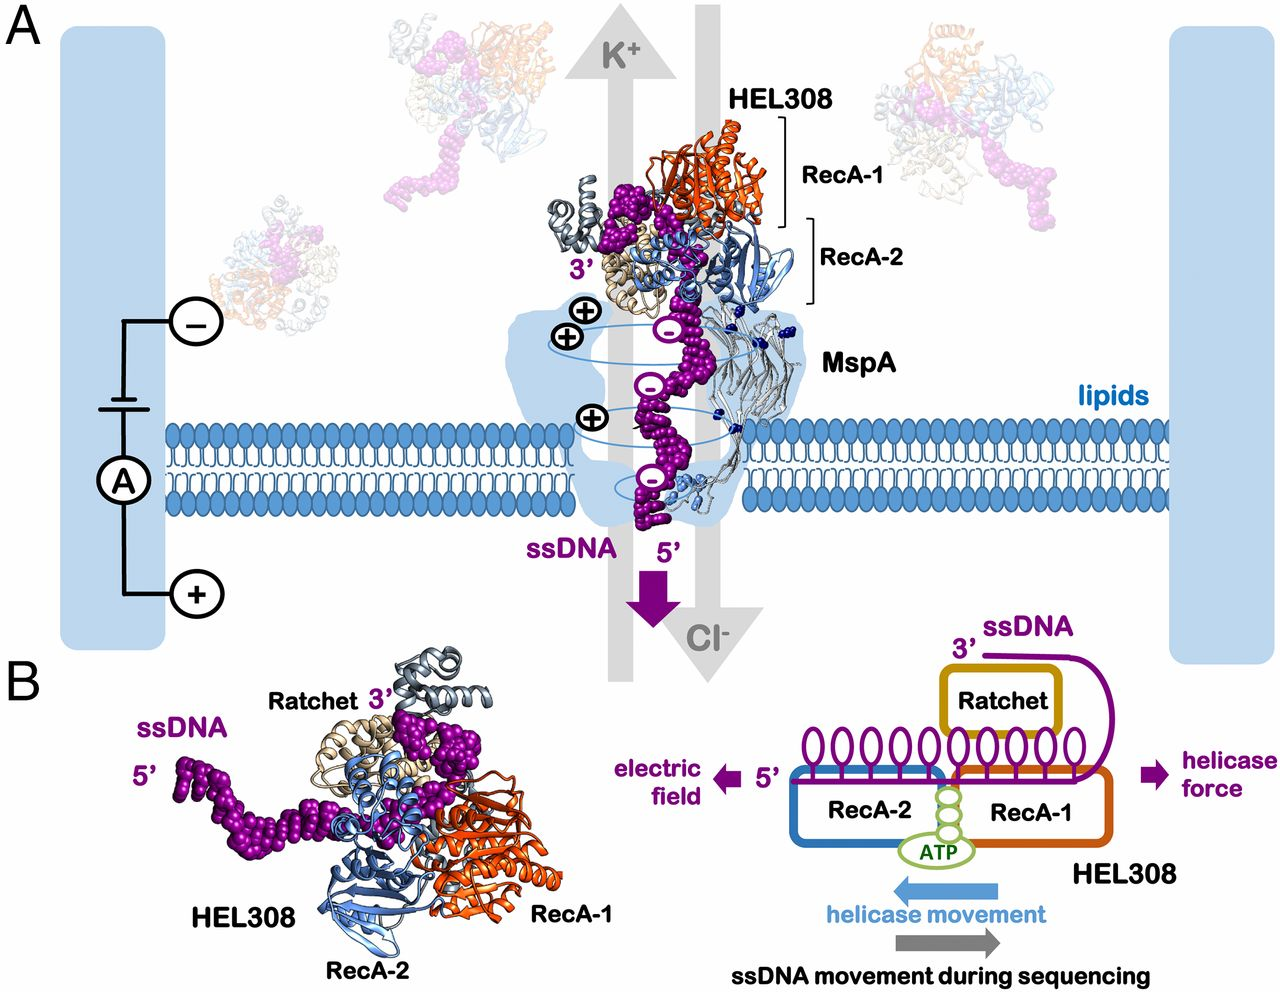 A
K+
HEL308
RecA-1
RecA-2
3’
+
+
-
−
MspA
-
lipids
+
A
-
ssDNA 5’
+
Cl-
B
Ratchet 3’
ssDNA
5’
HEL308
RecA-1
RecA-2
ssDNA
3’
Ratchet
electric
field
5’
helicase
force
RecA-2
RecA-1
ATP
HEL308
helicase movement
ssDNA movement during sequencing